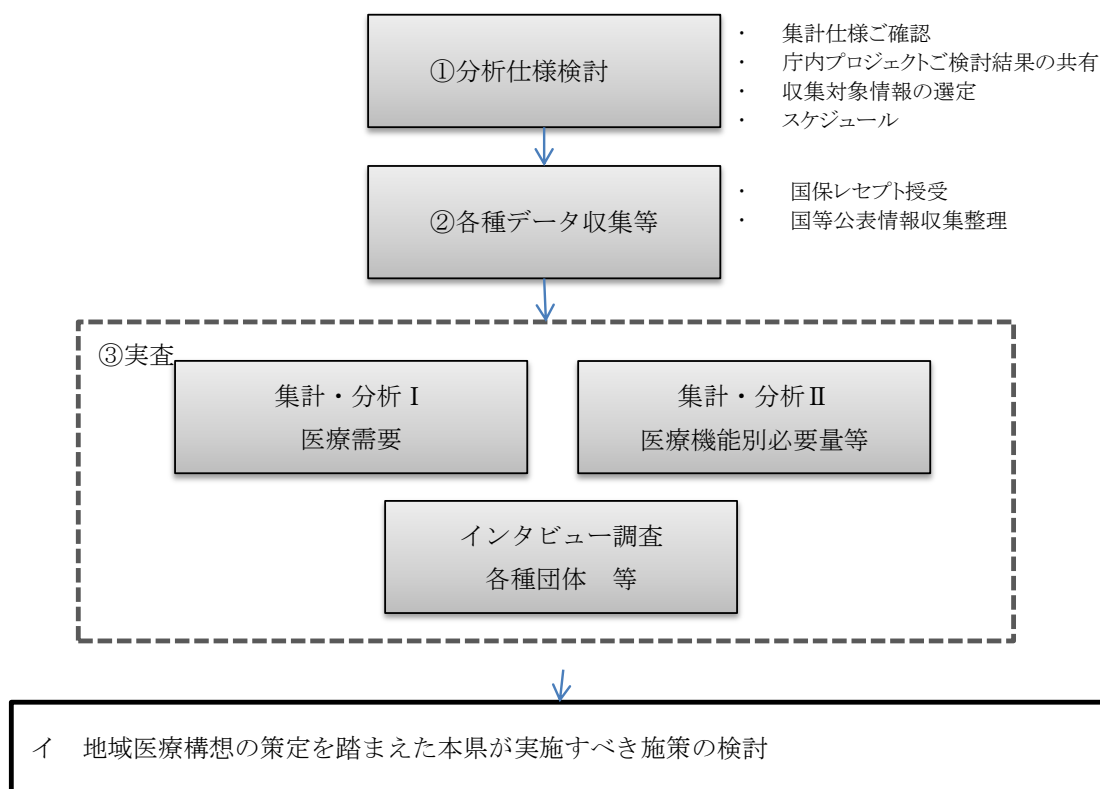 ①分析仕様検討
・ 集計仕様ご確認
・ 庁内プロジェクトご検討結果の共有
・ 収集対象情報の選定
・ スケジュール
②各種データ収集等
・ 国保レセプト授受
・ 国等公表情報収集整理
③実査
集計・分析Ⅰ
医療需要
集計・分析Ⅱ
医療機能別必要量等
インタビュー調査
各種団体　等
イ　地域医療構想の策定を踏まえた本県が実施すべき施策の検討